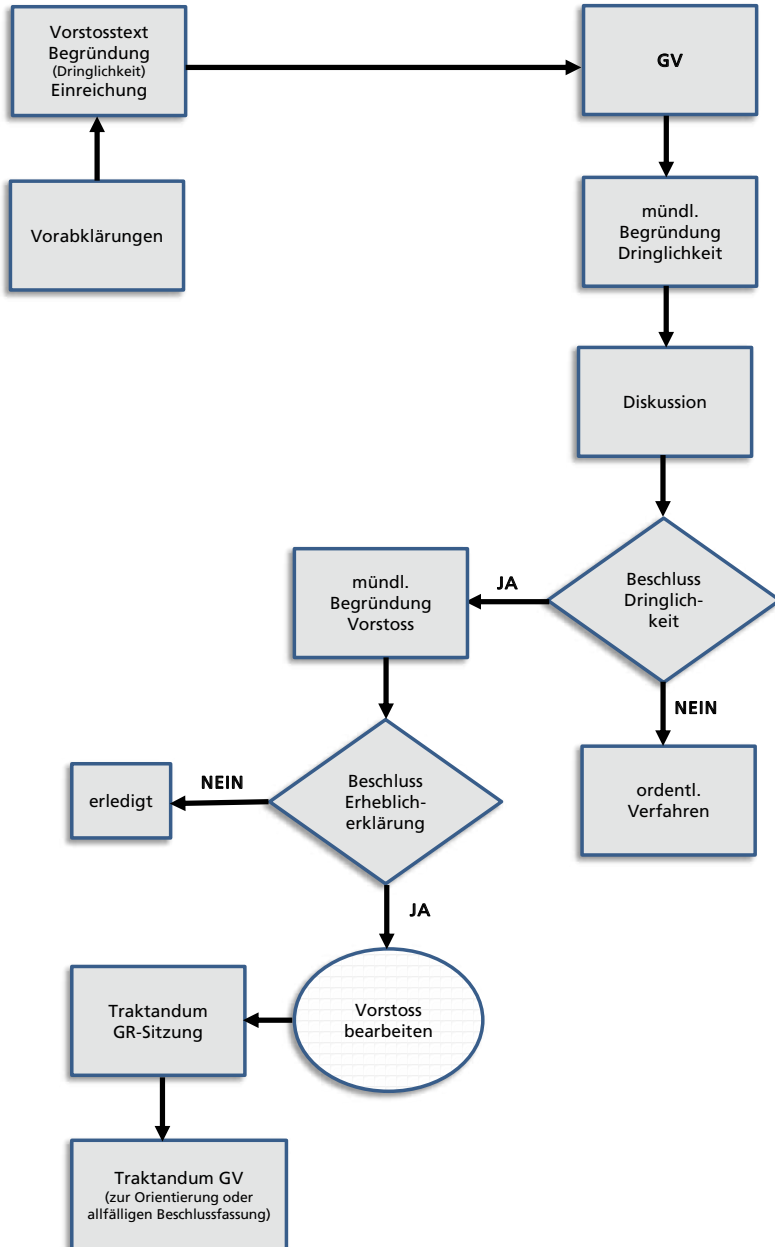 Vorstosstext
Begründung
(Dringlichkeit)
Einreichung
GV
Vorabklärungen
mündl.
Begründung
Dringlichkeit
Diskussion
Beschluss
Dringlich-
keit
JA
mündl.
Begründung
Vorstoss
NEIN
ordentl.
Verfahren
Beschluss
Erheblich-
erklärung
NEIN
erledigt
JA
Vorstoss
bearbeiten
Traktandum
GR-Sitzung
Traktandum GV
(zur Orientierung oder
allfälligen Beschlussfassung)